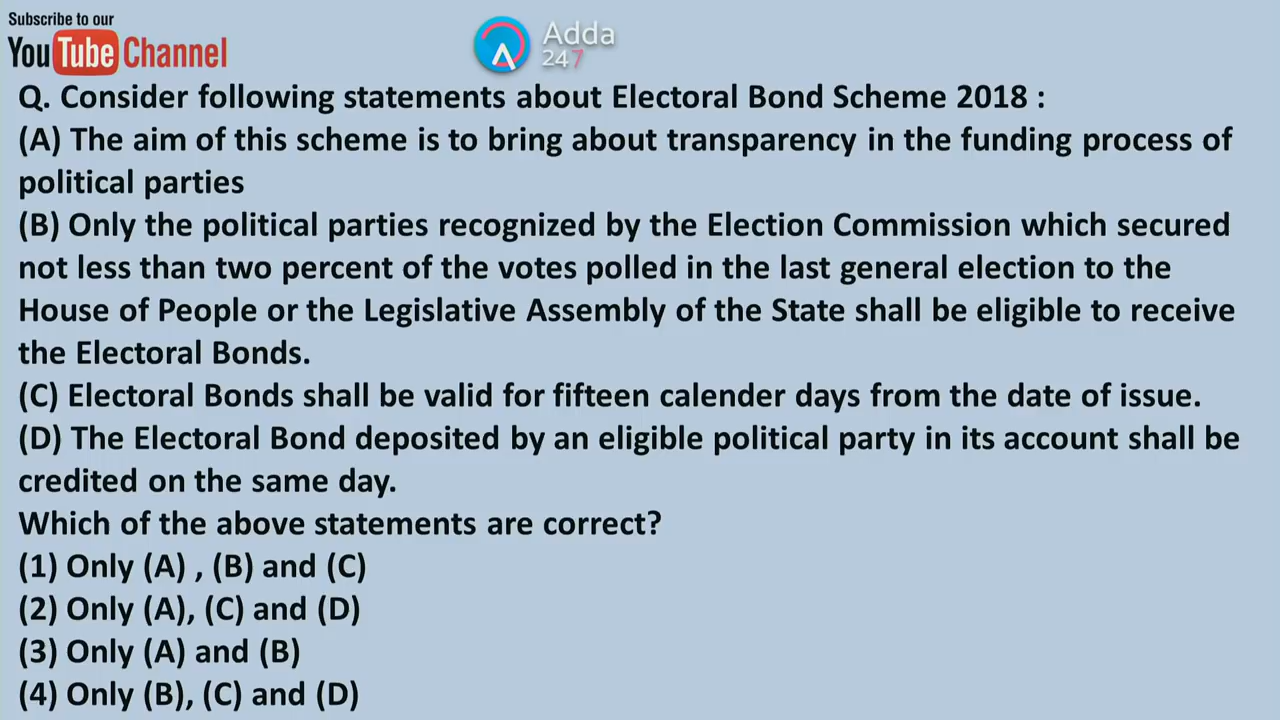 Subscribe to our
YouTube Channel
Adda
247
Q. Consider following statements about Electoral Bond Scheme 2018 :
(A) The aim of this scheme is to bring about transparency in the funding process of
political parties
(B) Only the political parties recognized by the Election Commission which secured
not less than two percent of the votes polled in the last general election to the
House of People or the Legislative Assembly of the State shall be eligible to receive
the Electoral Bonds.
(C) Electoral Bonds shall be valid for fifteen calender days from the date of issue.
(D) The Electoral Bond deposited by an eligible political party in its account shall be
credited on the same day.
Which of the above statements are correct?
(1) Only (A) , (B) and (C)
(2) Only (A), (C) and (D)
(3) Only (A) and (B)
(4) Only (B), (C) and (D)